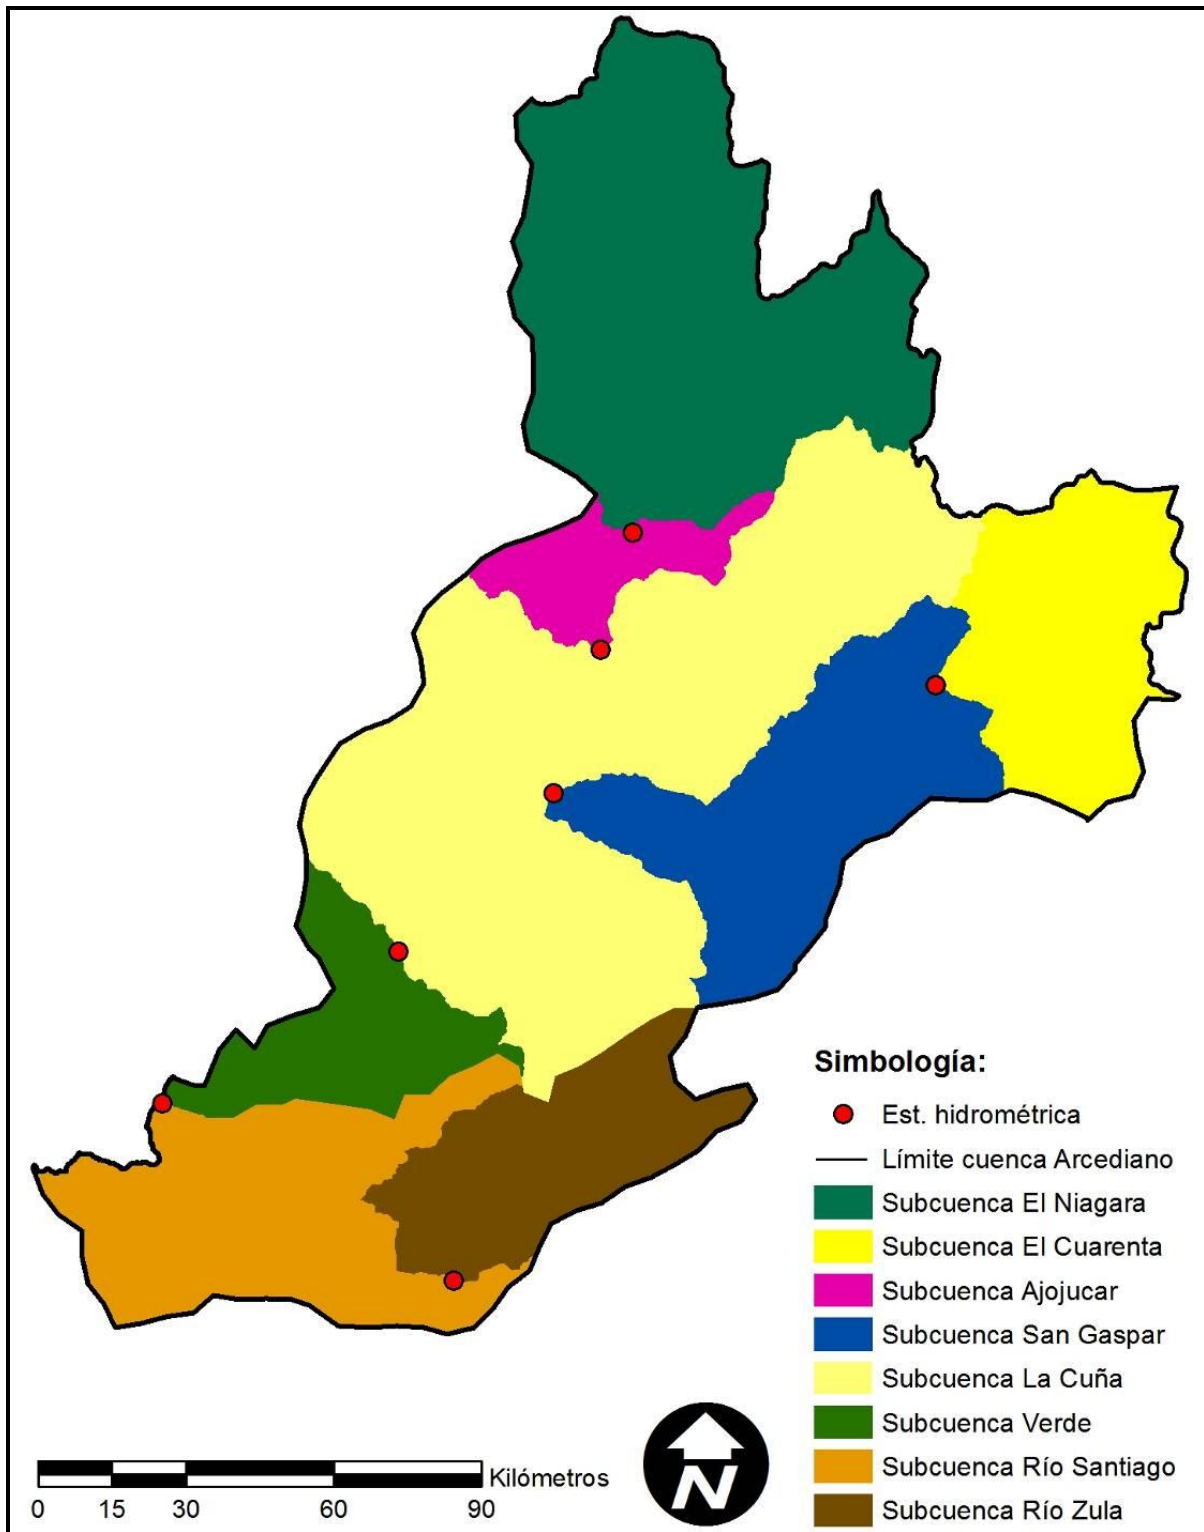 Simbología:
Est. hidrométrica
Límite cuenca Arcediano
Subcuenca El Niagara
Subcuenca El Cuarenta
Subcuenca Ajojucar
Subcuenca San Gaspar
Subcuenca La Cuña
Subcuenca Verde
Subcuenca Río Santiago
Subcuenca Río Zula
Kilómetros
0 15 30 60 90
N